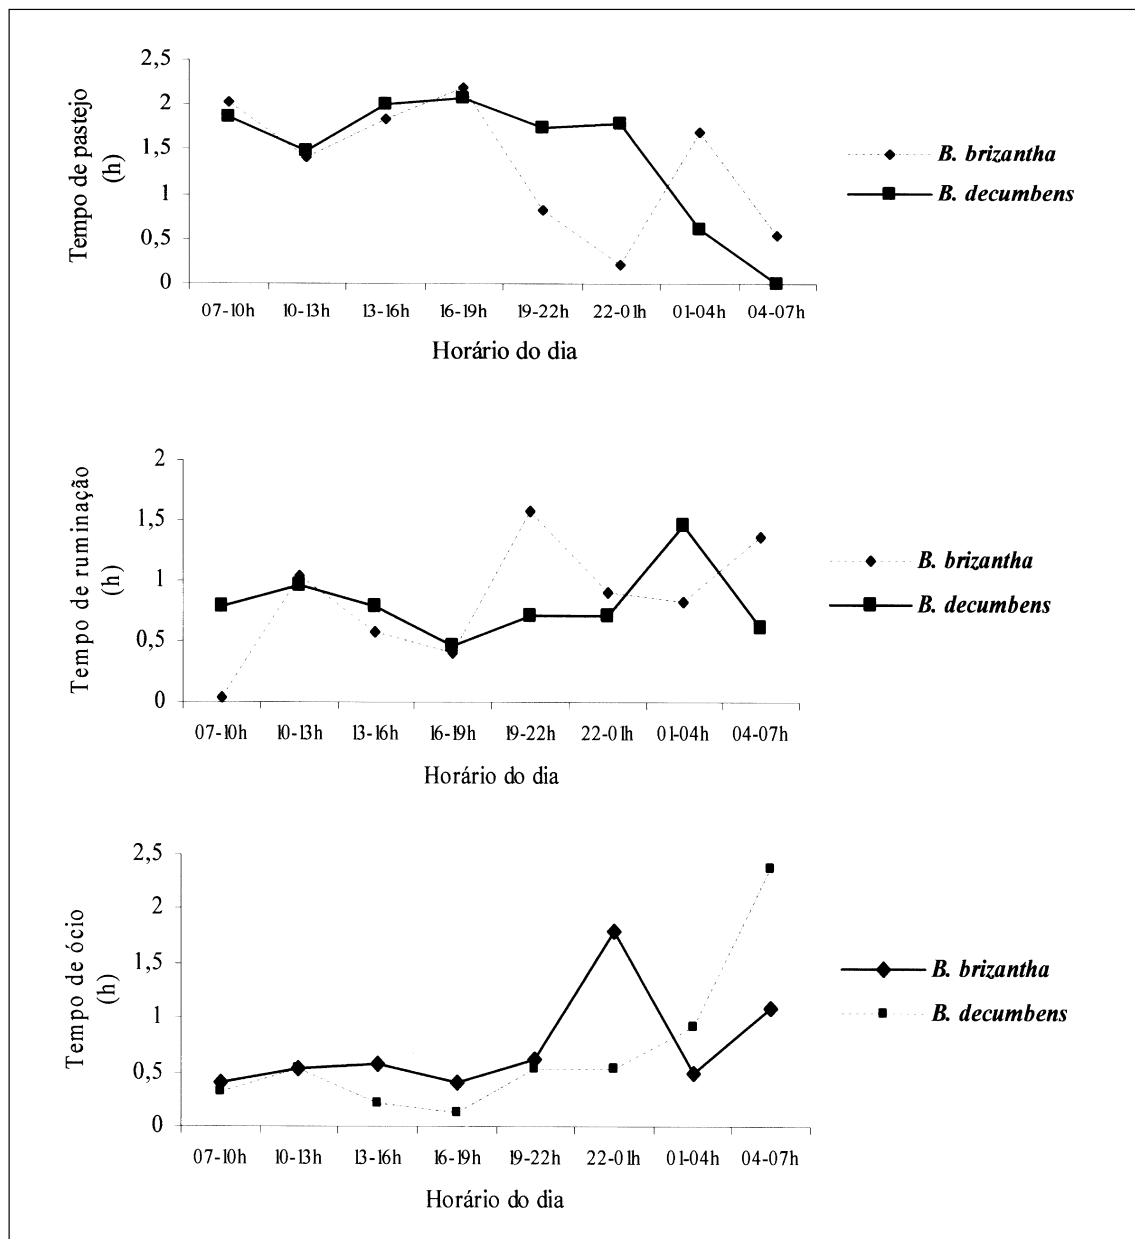 2,5
2
1,5
1
0,5
0
Tempo de pastejo
(h)
07-10h 10-13h 13-16h 16-19h 19-22h 22-01h 01-04h 04-07h
Horário do dia
B. brizantha
B. decumbens
2
1,5
1
0,5
0
Tempo de ruminação
(h)
07-10h 10-13h 13-16h 16-19h 19-22h 22-01h 01-04h 04-07h
Horário do dia
B. brizantha
B. decumbens
2,5
2
1,5
1
0,5
0
Tempo de ócio
(h)
07-10h 10-13h 13-16h 16-19h 19-22h 22-01h 01-04h 04-07h
Horário do dia
B. brizantha
B. decumbens